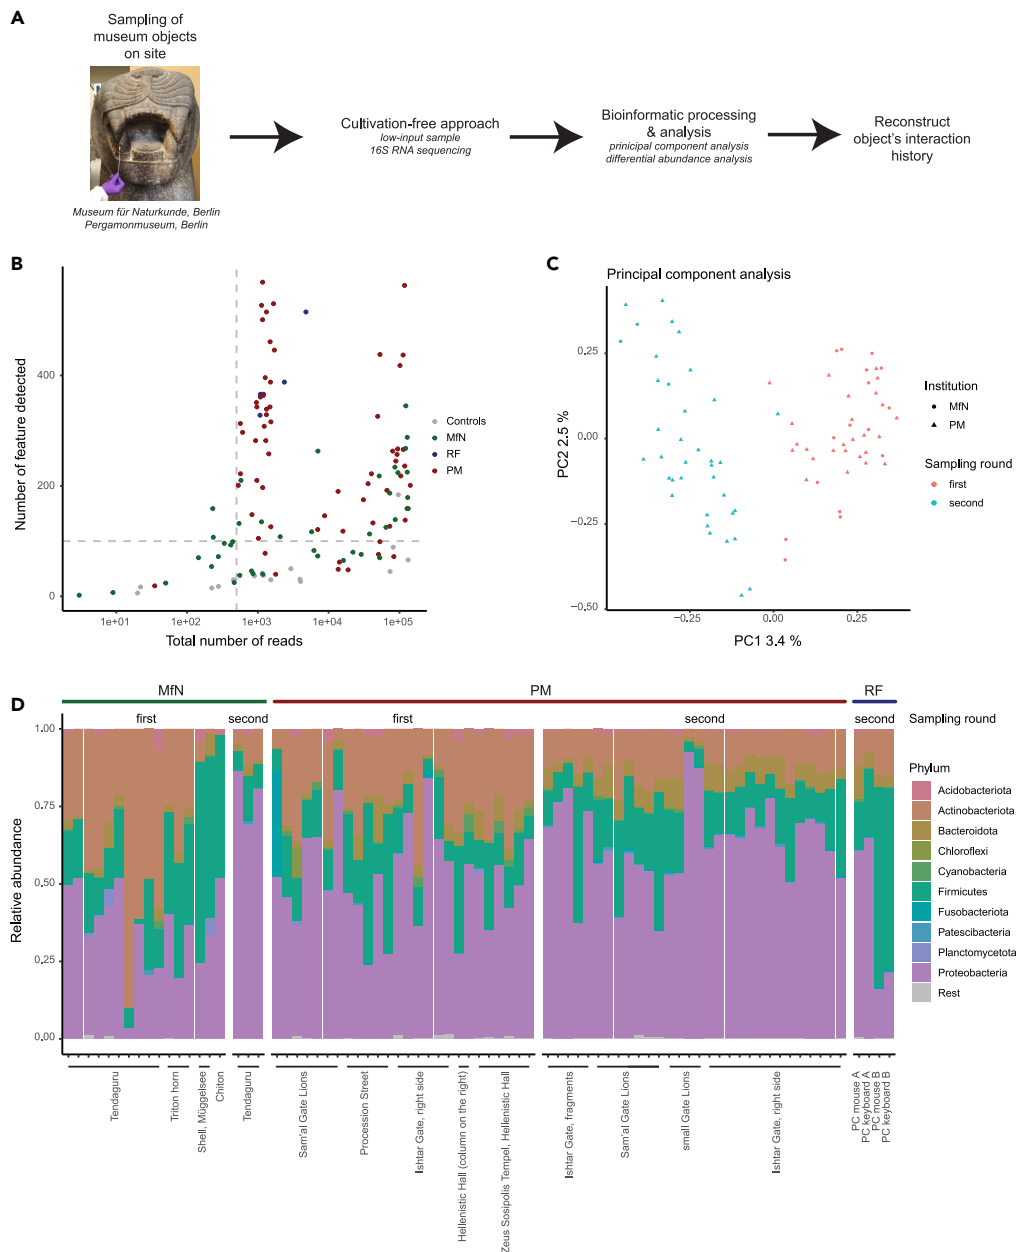 A
Sampling of
museum objects
on site
Museum für Naturkunde, Berlin
Pergamonmuseum, Berlin
Cultivation-free approach
low-input sample
16S RNA sequencing
Bioinformatic processing
& analysis
prinicipal component analysis
differential abundance analysis
Reconstruct
object's interaction
history
B
Number of feature detected
400
200
0
1e+01
1e+02
1e+03
1e+04
1e+05
Total number of reads
Controls
MfN
RF
PM
C
Principal component analysis
PC2 2.5 %
0.25
0.00
−0.25
−0.50
−0.25
0.00
0.25
PC1 3.4 %
Institution
MfN
PM
Sampling round
first
second
D
MfN
PM
RF
first
second
first
second
second
Sampling round
Relative abundance
1.00
0.75
0.50
0.25
0.00
Phylum
Acidobacteriota
Actinobacteriota
Bacteroidota
Chloroflexi
Cyanobacteria
Firmicutes
Fusobacteriota
Patescibacteria
Planctomycetota
Proteobacteria
Rest
Tendaguru
Triton horn
Shell, Müggelsee
Chiton
Tendaguru
Sam'al Gate Lions
Procession Street
Ishtar Gate, right side
Hellenistic Hall (column on the right)
Zeus Sosipolis Tempel, Hellenistic Hall
Ishtar Gate, fragments
Sam'al Gate Lions
small Gate Lions
Ishtar Gate, right side
PC mouse A
PC keyboard A
PC mouse B
PC keyboard B